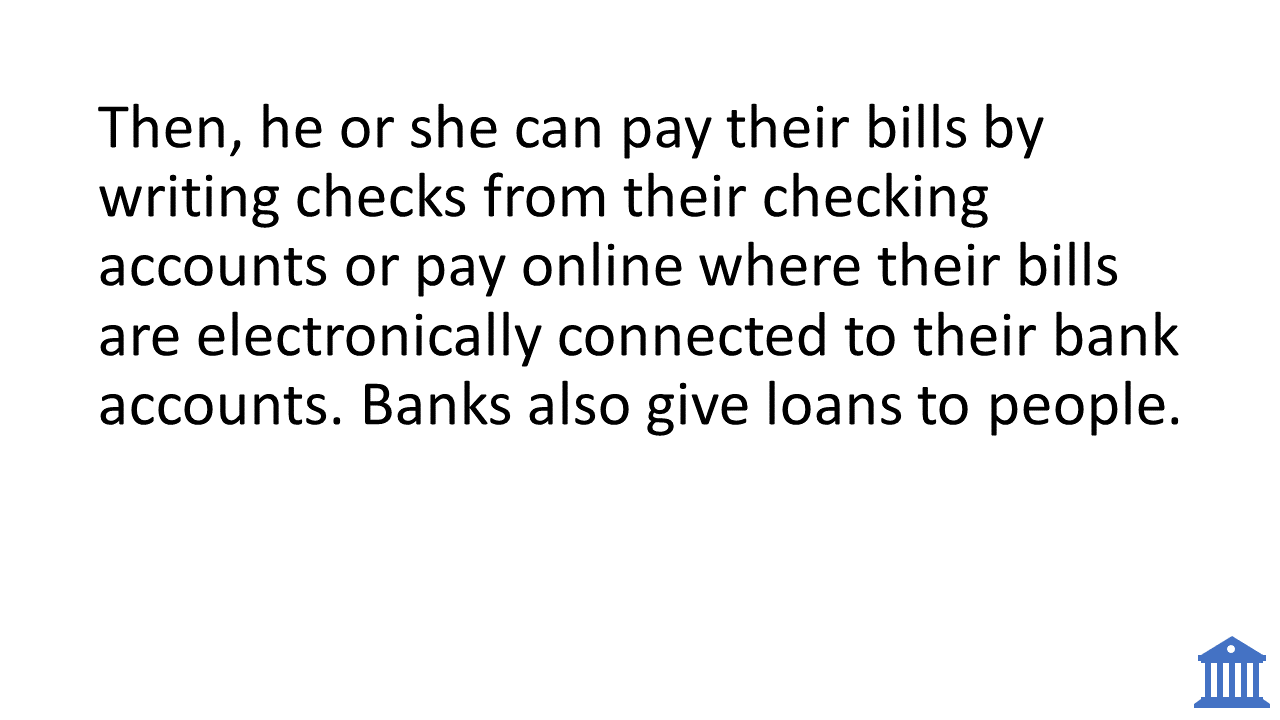 Then, he or she can pay their bills by
writing checks from their checking
accounts or pay online where their bills
are electronically connected to their bank
accounts. Banks also give loans to people.